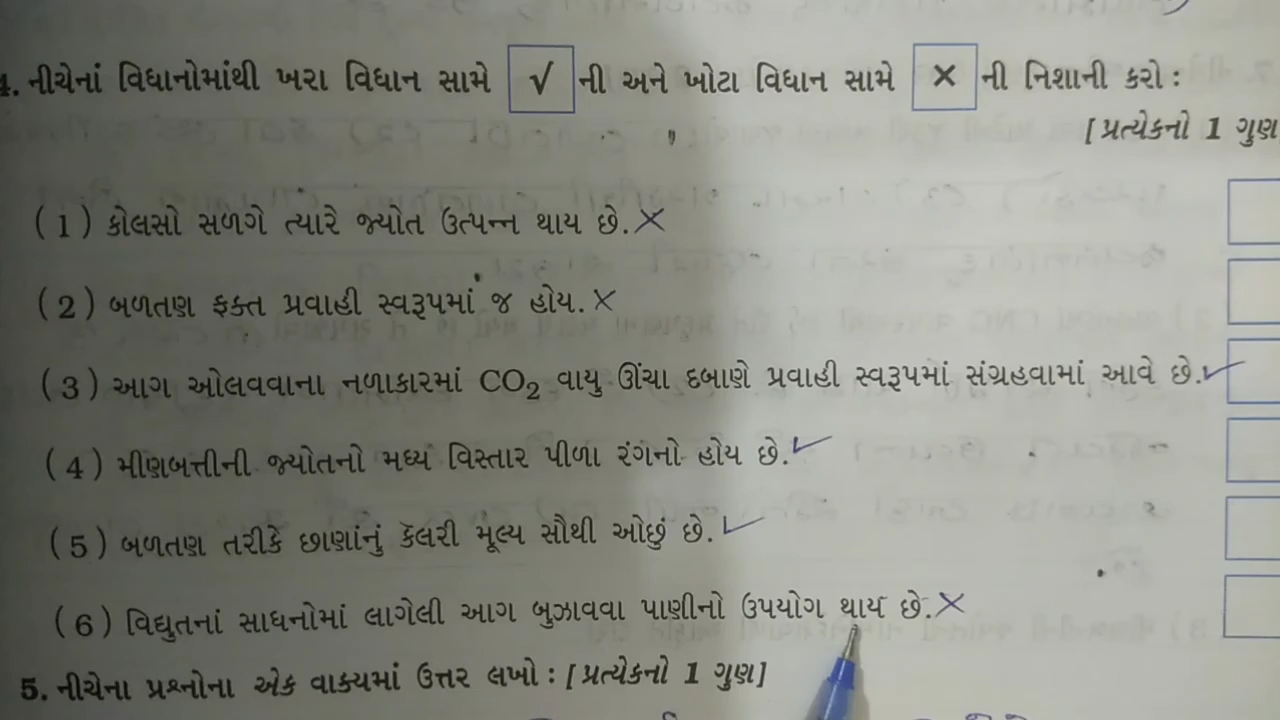 4. નીચેનાં વિધાનોમાંથી ખરા વિધાન સામે √ ની અને ખોટા વિધાન સામે × ની નિશાની કરો :
[પ્રત્યેકનો 1 ગુણ
(1) કોલસો સળગે ત્યારે જ્યોત ઉત્પન્ન થાય છે. ×
(2) બળતણ ફક્ત પ્રવાહી સ્વરૂપમાં જ હોય. ×
(3) આગ ઓલવવાના નળાકારમાં CO₂ વાયુ ઊંચા દબાણે પ્રવાહી સ્વરૂપમાં સંગ્રહવામાં આવે છે. ✓
(4) મીણબત્તીની જ્યોતનો મધ્ય વિસ્તાર પીળા રંગનો હોય છે. ✓
(5) બળતણ તરીકે છાણાંનું કૅલરી મૂલ્ય સૌથી ઓછું છે. ✓
(6) વિદ્યુતનાં સાધનોમાં લાગેલી આગ બુઝાવવા પાણીનો ઉપયોગ થાય છે. ×
5. નીચેના પ્રશ્નોના એક વાક્યમાં ઉત્તર લખો : [પ્રત્યેકનો 1 ગુણ]